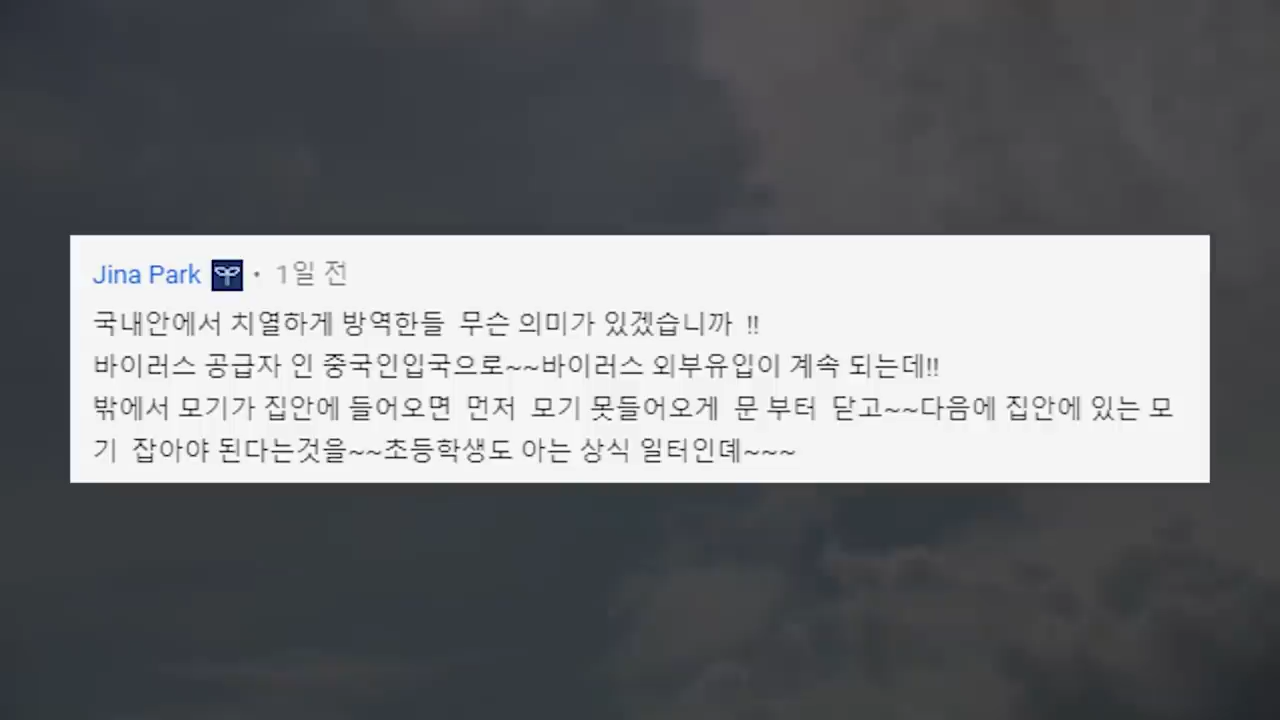 Jina Park · 1일 전
국내안에서 치열하게 방역한들 무슨 의미가 있겠습니까 !!
바이러스 공급자 인 중국인입국으로~~바이러스 외부유입이 계속 되는데!!
밖에서 모기가 집안에 들어오면 먼저 모기 못들어오게 문 부터 닫고~~다음에 집안에 있는 모
기 잡아야 된다는것을~~초등학생도 아는 상식 일터인뎨~~~